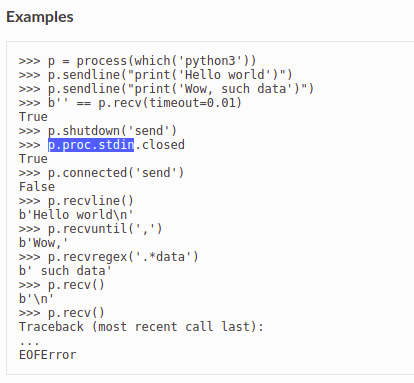 Examples
>>> p = process(which('python3'))
>>> p.sendline("print('Hello world')")
>>> p.sendline("print('Wow, such data')")
>>> b'' == p.recv(timeout=0.01)
True
>>> p.shutdown('send')
>>> p.proc.stdin.closed
True
>>> p.connected('send')
False
>>> p.recvline()
b'Hello world\n'
>>> p.recvuntil(',')
b'Wow,'
>>> p.recvregex('.*data')
b' such data'
>>> p.recv()
b'\n'
>>> p.recv()
Traceback (most recent call last):
...
EOFError